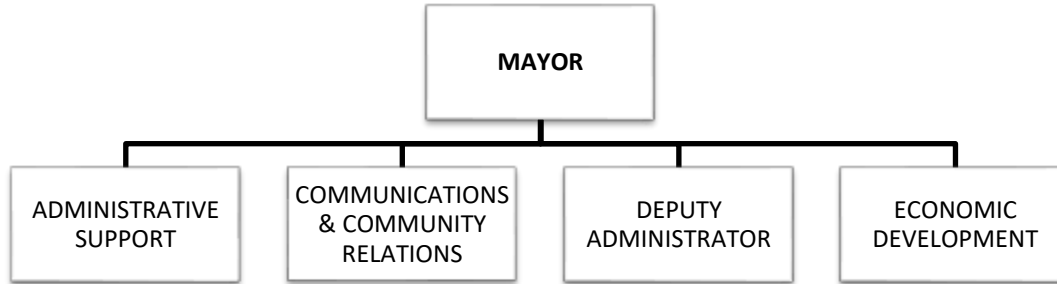 MAYOR
ADMINISTRATIVE
SUPPORT
COMMUNICATIONS
& COMMUNITY
RELATIONS
DEPUTY
ADMINISTRATOR
ECONOMIC
DEVELOPMENT